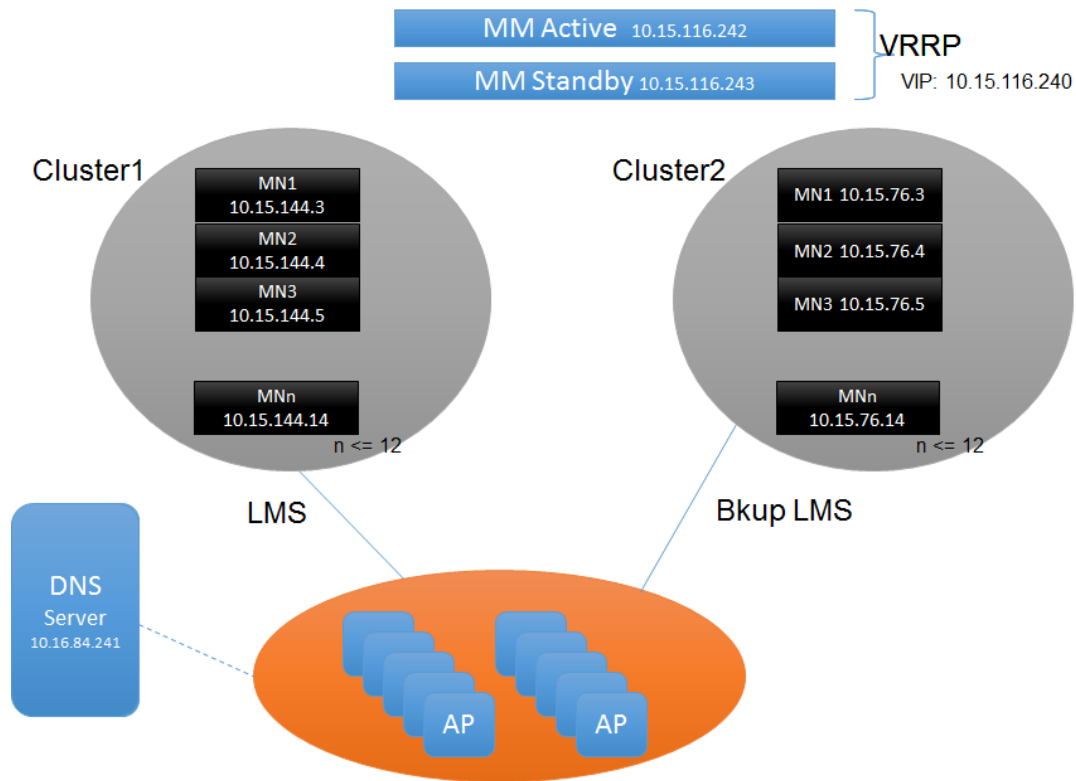 MM Active 10.15.116.242
MM Standby 10.15.116.243
VRRP
VIP: 10.15.116.240
Cluster1
MN1
10.15.144.3
MN2
10.15.144.4
MN3
10.15.144.5
MNn
10.15.144.14
n <= 12
Cluster2
MN1 10.15.76.3
MN2 10.15.76.4
MN3 10.15.76.5
MNn
10.15.76.14
n <= 12
LMS
Bkup LMS
DNS
Server
10.16.84.241
AP
AP